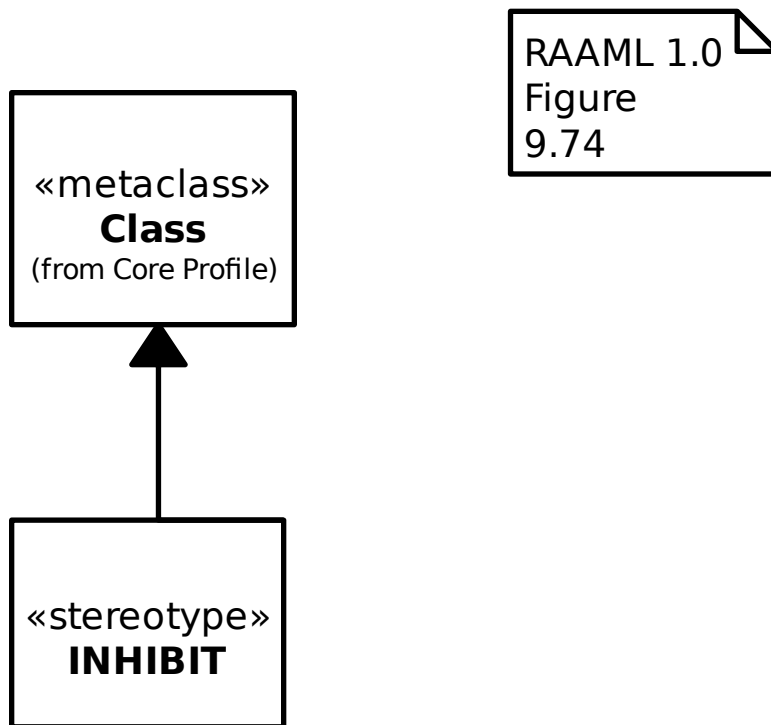 RAAML 1.0
Figure
9.74
«metaclass»
Class
(from Core Profile)
«stereotype»
INHIBIT